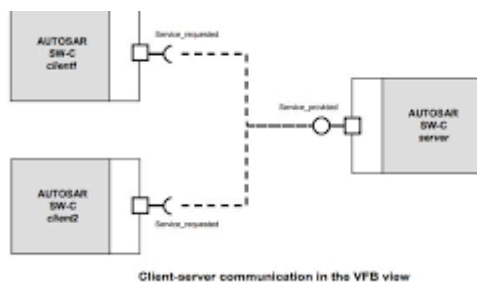 AUTOSAR
SW-C
client1
Service_requested
Service_provided
AUTOSAR
SW-C
server
AUTOSAR
SW-C
client2
Service_requested
Client-server communication in the VFB view